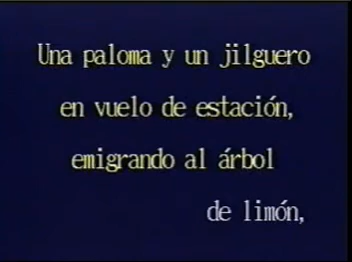 Una paloma y un jilguero
en vuelo de estación,
emigrando al árbol
de limón,